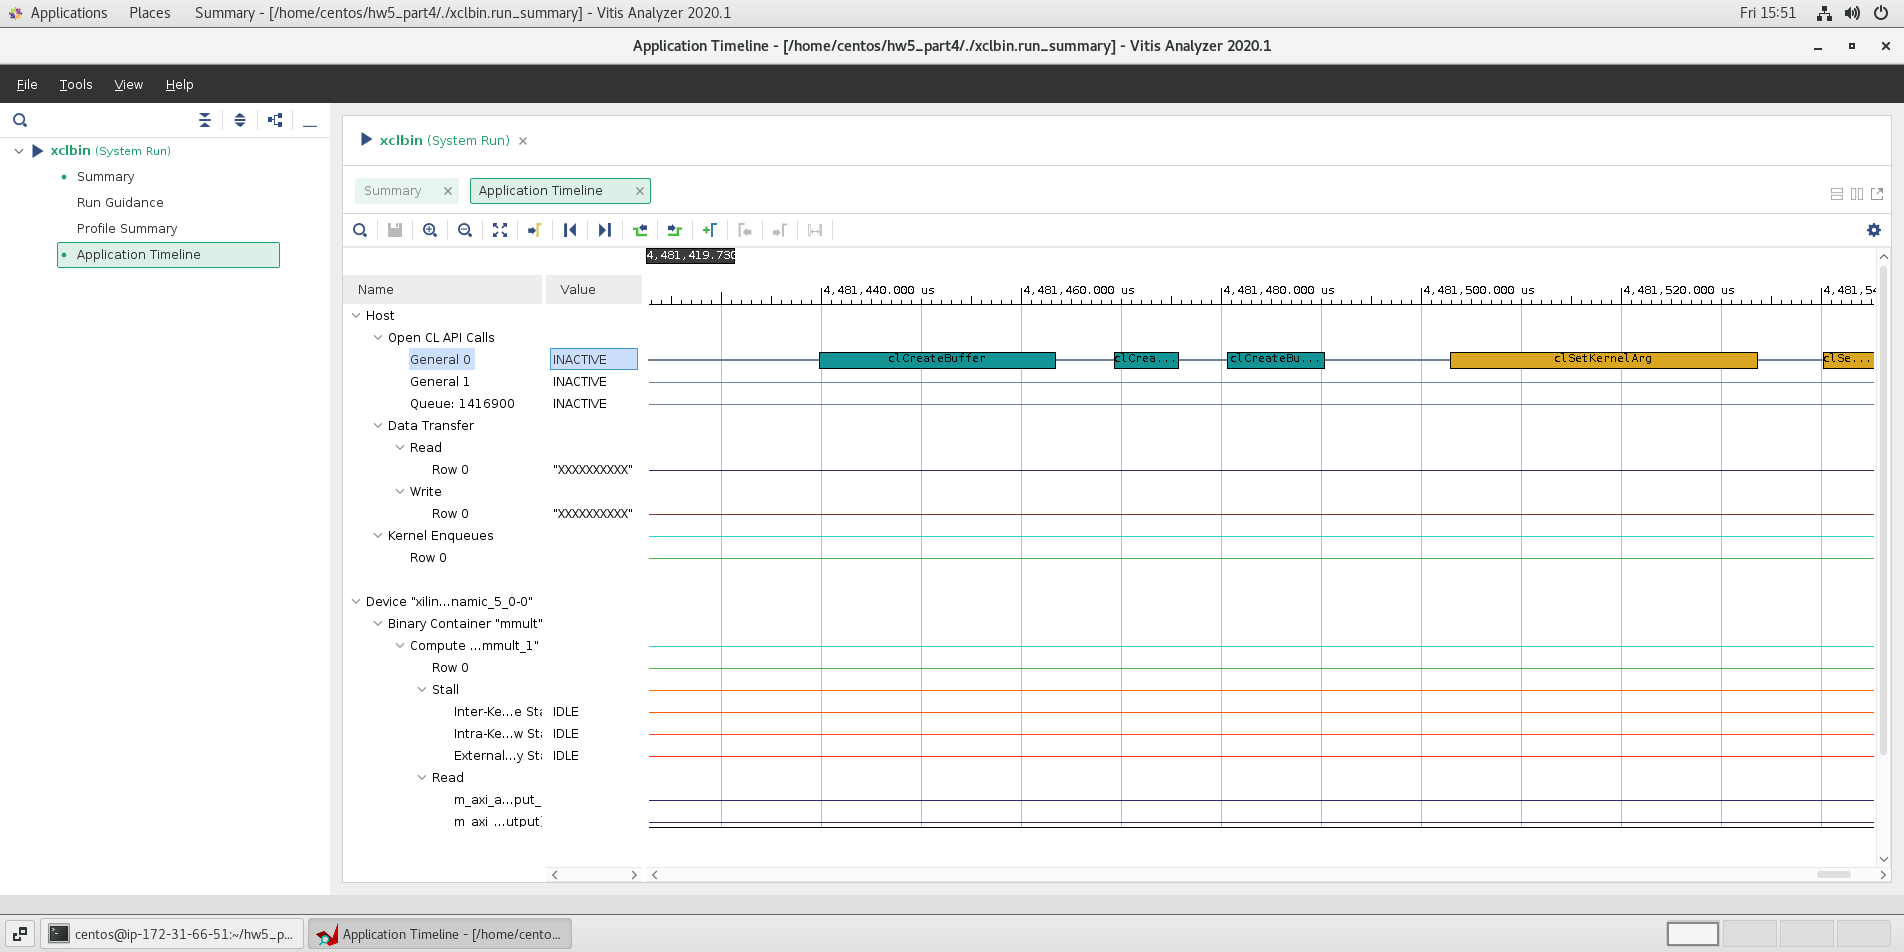 Applications Places Summary - [/home/centos/hw5_part4/./xclbin.run_summary] - Vitis Analyzer 2020.1 Fri 15:51
Application Timeline - [/home/centos/hw5_part4/./xclbin.run_summary] - Vitis Analyzer 2020.1
File Tools View Help
xclbin (System Run)
Summary
Run Guidance
Profile Summary
Application Timeline
xclbin (System Run)
Summary Application Timeline
4,481,419.730
Name Value
4,481,440.000 us 4,481,460.000 us 4,481,480.000 us 4,481,500.000 us 4,481,520.000 us 4,481,54
Host
Open CL API Calls
General 0 INACTIVE clCreateBuffer clCrea... clCreateBu... clSetKernelArg clSe...
General 1 INACTIVE
Queue: 1416900 INACTIVE
Data Transfer
Read
Row 0 "XXXXXXXXXX"
Write
Row 0 "XXXXXXXXXX"
Kernel Enqueues
Row 0
Device "xilin...namic_5_0-0"
Binary Container "mmult"
Compute ...mmult_1"
Row 0
Stall
Inter-Ke...e Sta IDLE
Intra-Ke...w Sta IDLE
External...y Sta IDLE
Read
m_axi_a...put_
m_axi_...utput)
centos@ip-172-31-66-51:~/hw5_p... Application Timeline - [/home/cento...